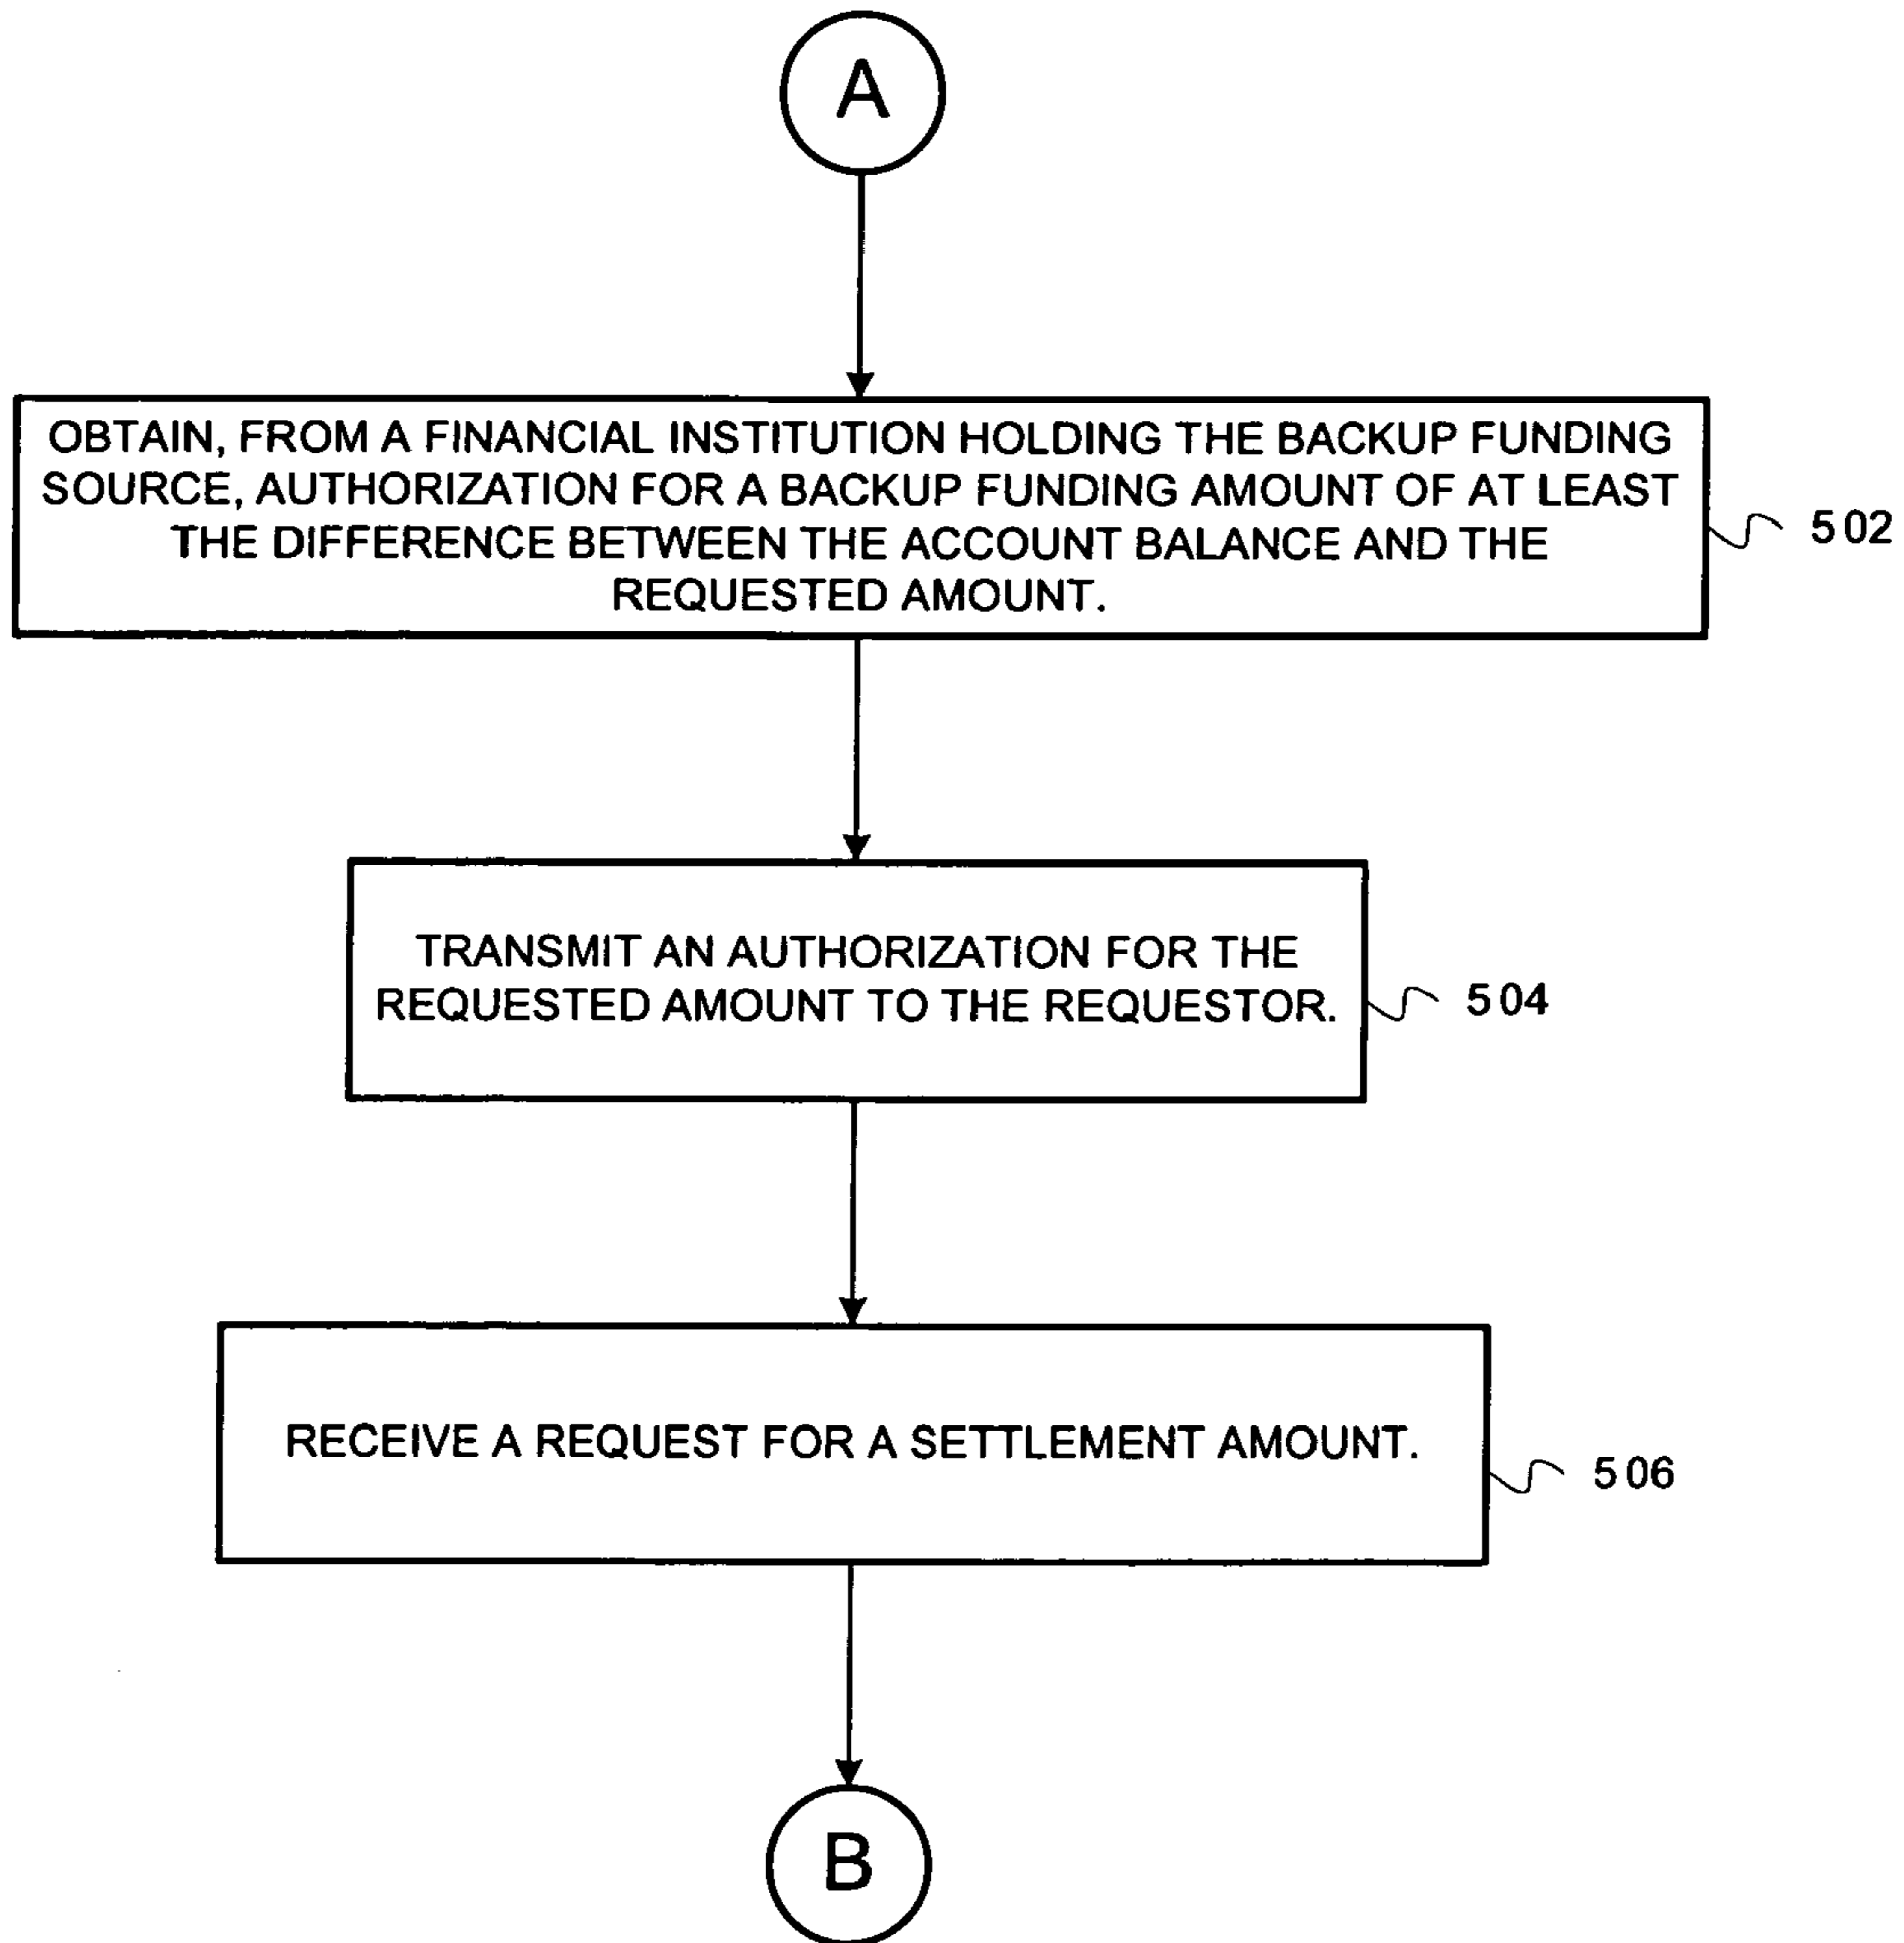 A
OBTAIN, FROM A FINANCIAL INSTITUTION HOLDING THE BACKUP FUNDING
SOURCE, AUTHORIZATION FOR A BACKUP FUNDING AMOUNT OF AT LEAST
THE DIFFERENCE BETWEEN THE ACCOUNT BALANCE AND THE
REQUESTED AMOUNT.
502
TRANSMIT AN AUTHORIZATION FOR THE
REQUESTED AMOUNT TO THE REQUESTOR.
504
RECEIVE A REQUEST FOR A SETTLEMENT AMOUNT.
506
B